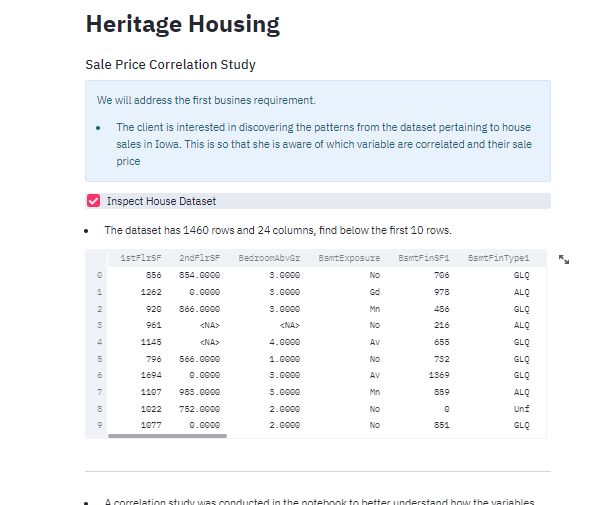 Heritage Housing
Sale Price Correlation Study
We will address the first busines requirement.
• The client is interested in discovering the patterns from the dataset pertaining to house
sales in Iowa. This is so that she is aware of which variable are correlated and their sale
price
Inspect House Dataset
• The dataset has 1460 rows and 24 columns, find below the first 10 rows.
1stFlrSF 2ndFlrSF BedroomAbvGr BsmtExposure BsmtFinSF1 BsmtFinType1
0 856 854.0000 3.0000 No 706 GLQ
1 1262 0.0000 3.0000 Gd 978 ALQ
2 920 866.0000 3.0000 Mn 486 GLQ
3 961 <NA> <NA> No 216 ALQ
4 1145 <NA> 4.0000 Av 655 GLQ
5 796 566.0000 1.0000 No 732 GLQ
6 1694 0.0000 3.0000 Av 1369 GLQ
7 1107 983.0000 3.0000 Mn 859 ALQ
8 1022 752.0000 2.0000 No 0 Unf
9 1077 0.0000 2.0000 No 851 GLQ
• A correlation study was conducted in the notebook to better understand how the variables